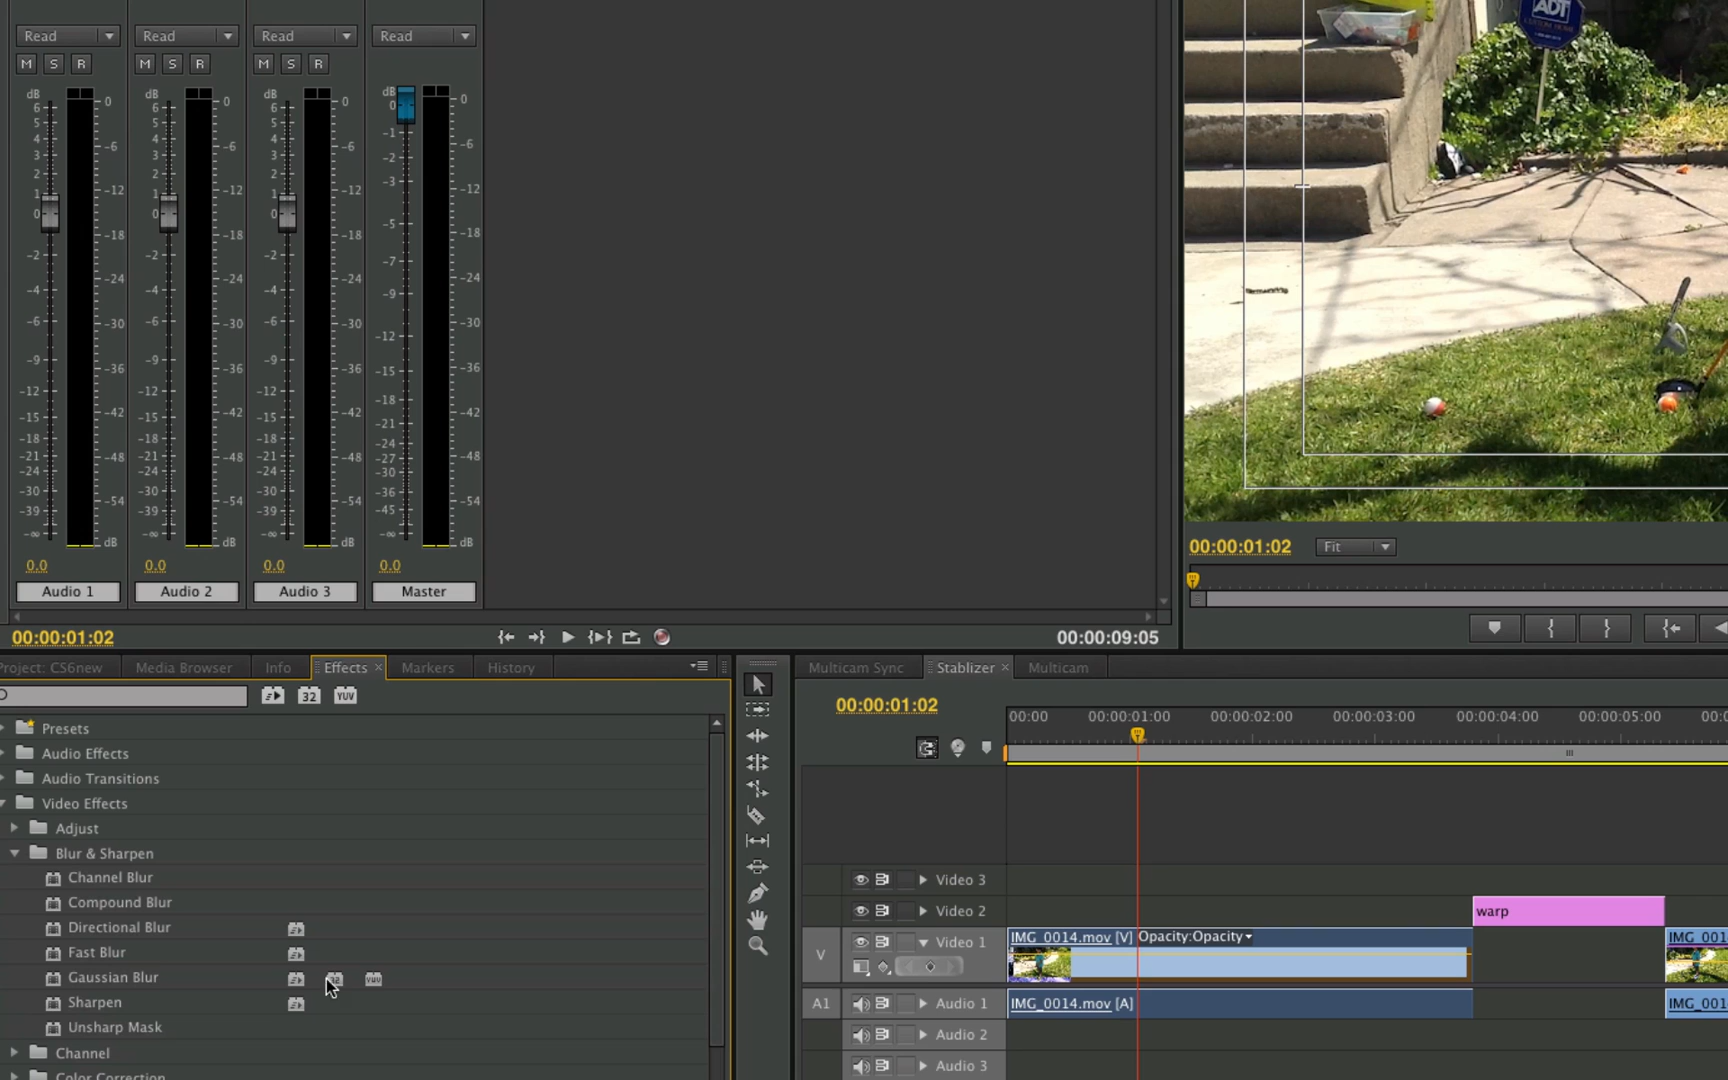 Read Read Read Read
M S R M S R M S R
dB 0 dB 0 dB 0 dB 0
6 5 4 3 2 1 0 -2 -4 -6 -9 -12 -15 -18 -21 -24 -30 -39 -∞
-6 -12 -18 -24 -30 -36 -42 -48 -54 dB
6 5 4 3 2 1 0 -2 -4 -6 -9 -12 -15 -18 -21 -24 -30 -39 -∞
-6 -12 -18 -24 -30 -36 -42 -48 -54 dB
6 5 4 3 2 1 0 -2 -4 -6 -9 -12 -15 -18 -21 -24 -30 -39 -∞
-6 -12 -18 -24 -30 -36 -42 -48 -54 dB
0 -1 -2 -3 -5 -7 -9 -12 -15 -18 -21 -24 -27 -30 -36 -45 -∞
-6 -12 -18 -24 -30 -36 -42 -48 -54 dB
0.0 0.0 0.0 0.0
Audio 1 Audio 2 Audio 3 Master
00:00:01:02 00:00:09:05
ADT
00:00:01:02 Fit
Project: CS6new Media Browser Info Effects × Markers History
32 YUV
Presets
Audio Effects
Audio Transitions
Video Effects
Adjust
Blur & Sharpen
Channel Blur
Compound Blur
Directional Blur
Fast Blur
Gaussian Blur
Sharpen
Unsharp Mask
Channel
Color Correction
Multicam Sync Stablizer × Multicam
00:00:01:02
00:00 00:00:01:00 00:00:02:00 00:00:03:00 00:00:04:00 00:00:05:00 00:0
Video 3
Video 2 warp
V Video 1 IMG_0014.mov [V] Opacity:Opacity IMG_001
A1 Audio 1 IMG_0014.mov [A] IMG_001
Audio 2
Audio 3